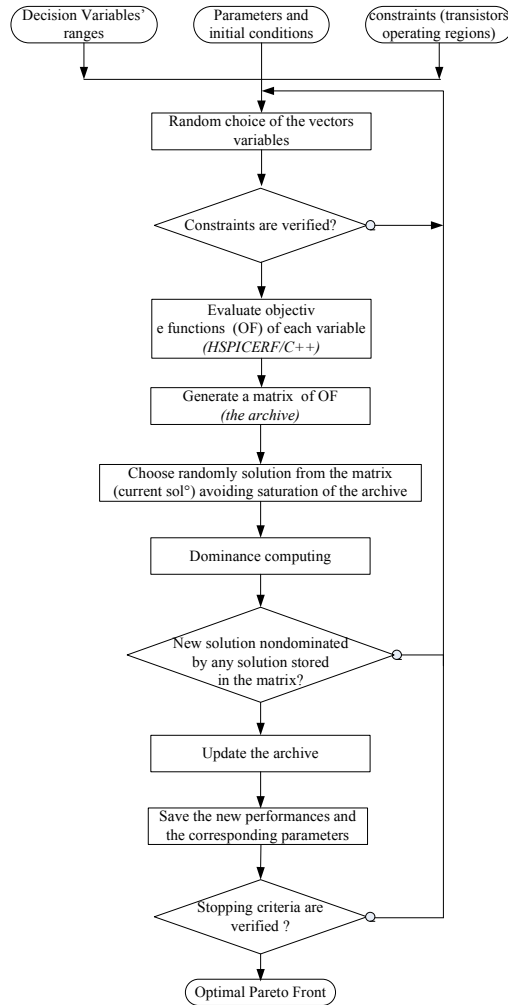 Decision Variables'
ranges
Parameters and
initial conditions
constraints (transistors
operating regions)
Random choice of the vectors
variables
Constraints are verified?
Evaluate objectiv
e functions (OF) of each variable
(HSPICERF/C++)
Generate a matrix of OF
(the archive)
Choose randomly solution from the matrix
(current sol°) avoiding saturation of the archive
Dominance computing
New solution nondominated
by any solution stored
in the matrix?
Update the archive
Save the new performances and
the corresponding parameters
Stopping criteria are
verified ?
Optimal Pareto Front